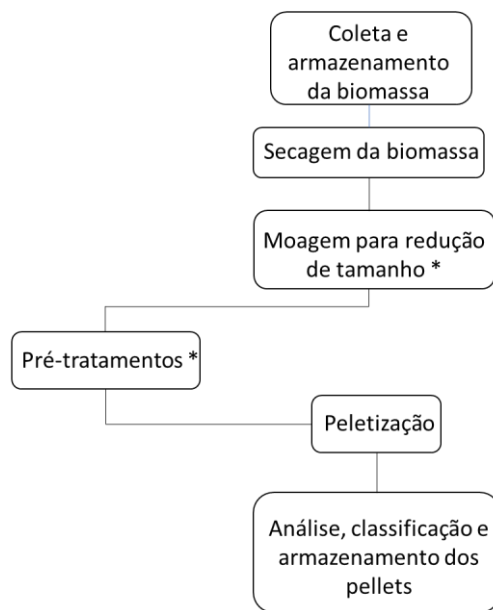 Coleta e
armazenamento
da biomassa
Secagem da biomassa
Moagem para redução
de tamanho *
Pré-tratamentos *
Peletização
Análise, classificação e
armazenamento dos
pellets